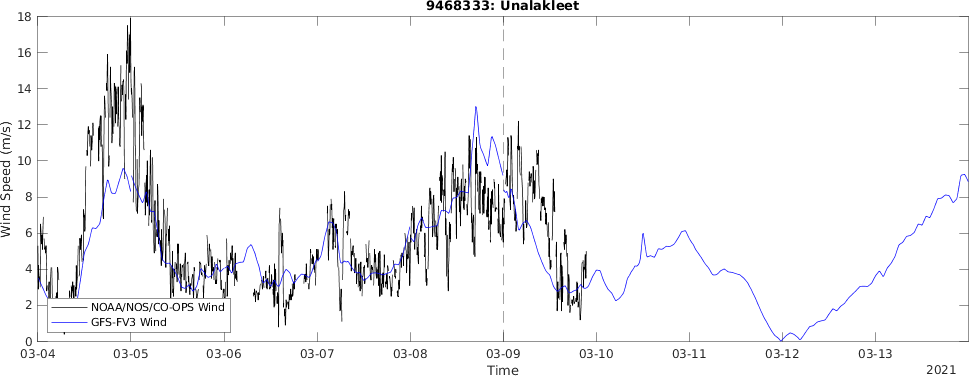 9468333: Unalakleet
Wind Speed (m/s)
18
16
14
12
10
8
6
4
2
0
NOAA/NOS/CO-OPS Wind
GFS-FV3 Wind
03-04 03-05 03-06 03-07 03-08 03-09 03-10 03-11 03-12 03-13
Time
2021